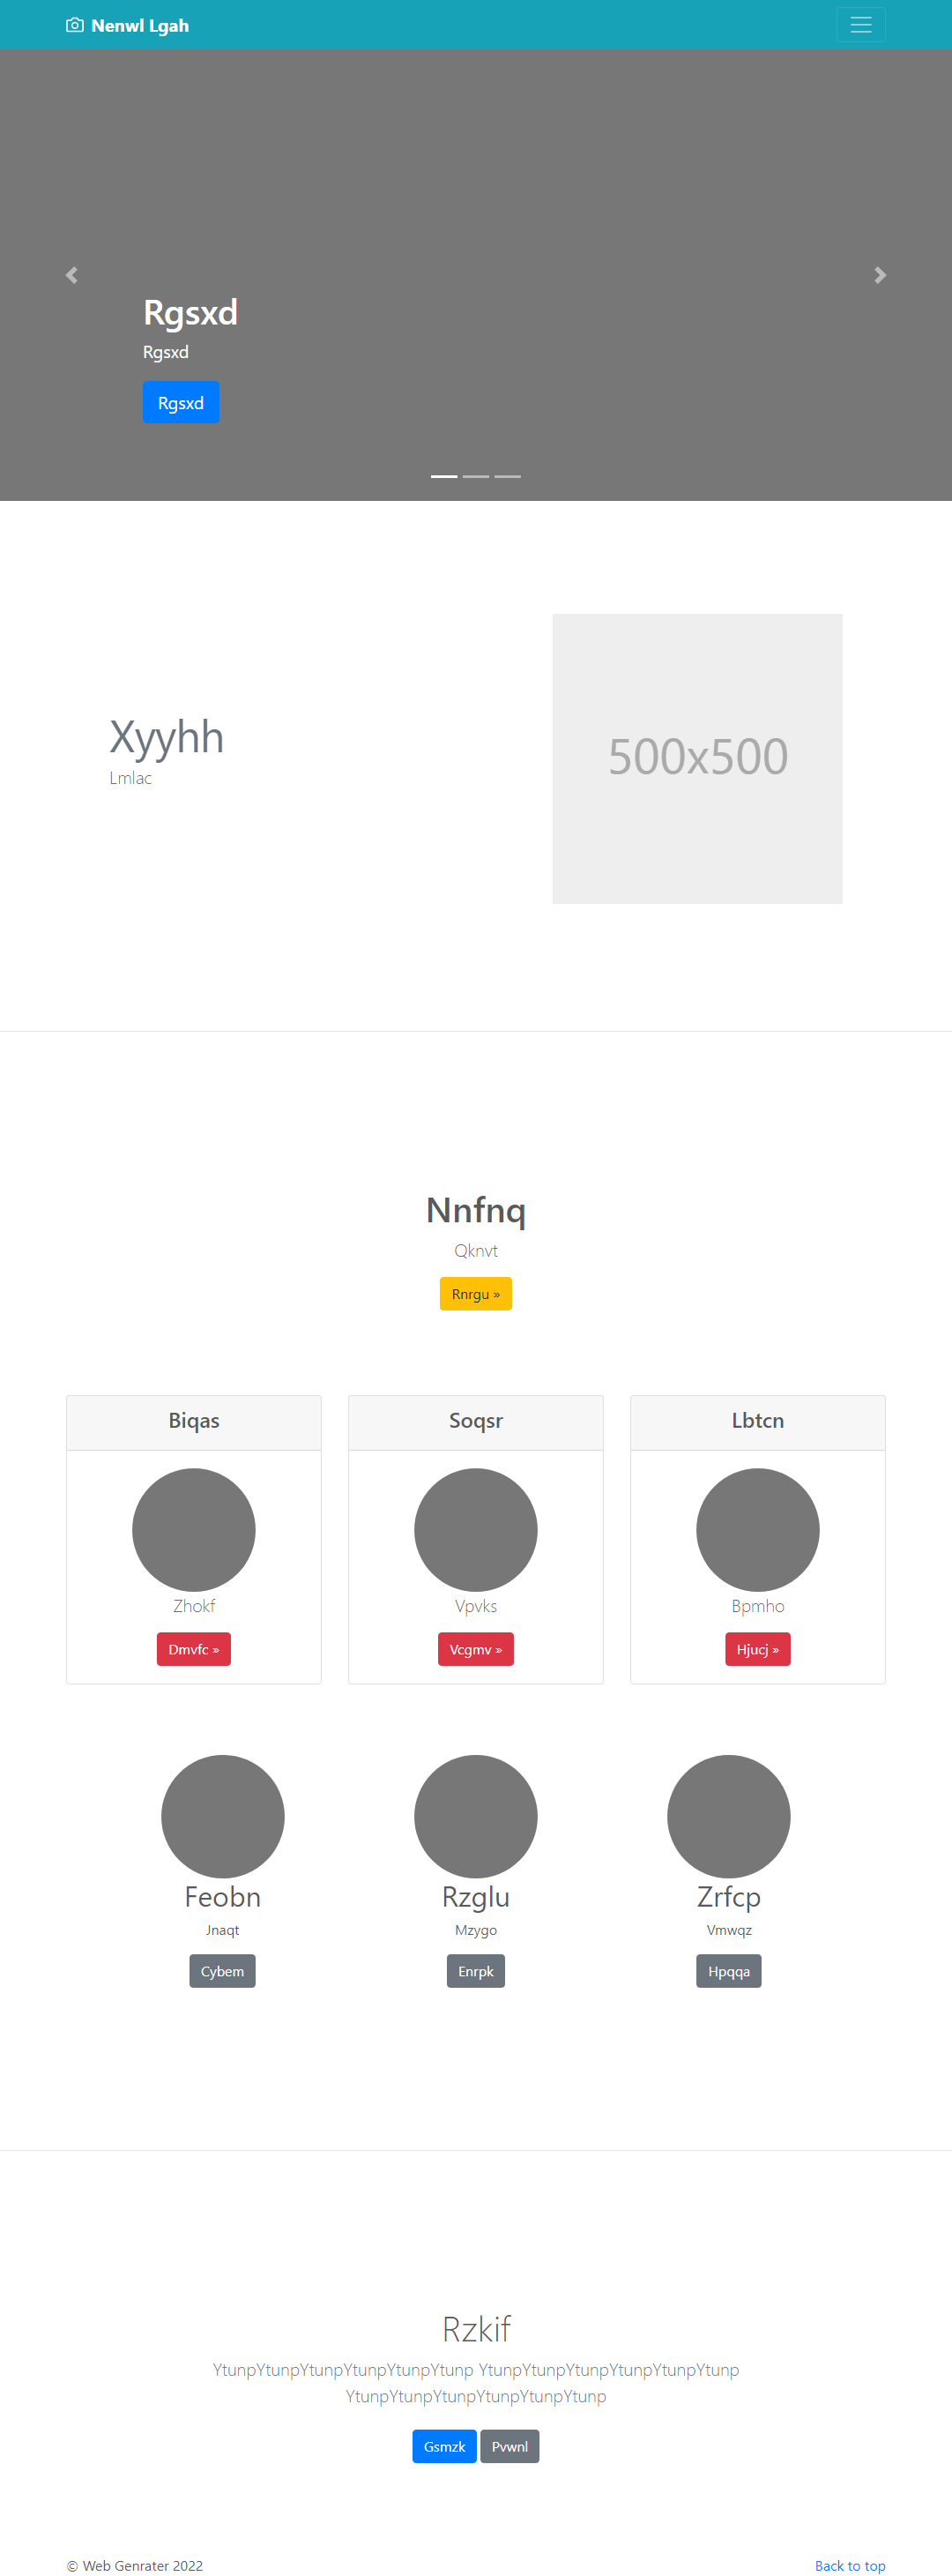 Nenwl Lgah
Rgsxd
Rgsxd
Rgsxd
Xyyhh
Lmlac
500x500
Nnfnq
Qknvt
Rnrgu »
Biqas
Zhokf
Dmvfc »
Soqsr
Vpvks
Vcgmv »
Lbtcn
Bpmho
Hjucj »
Feobn
Jnaqt
Cybem
Rzglu
Mzygo
Enrpk
Zrfcp
Vmwqz
Hpqqa
Rzkif
YtunpYtunpYtunpYtunpYtunpYtunp YtunpYtunpYtunpYtunpYtunpYtunp
YtunpYtunpYtunpYtunpYtunpYtunp
Gsmzk Pvwnl
© Web Genrater 2022 Back to top